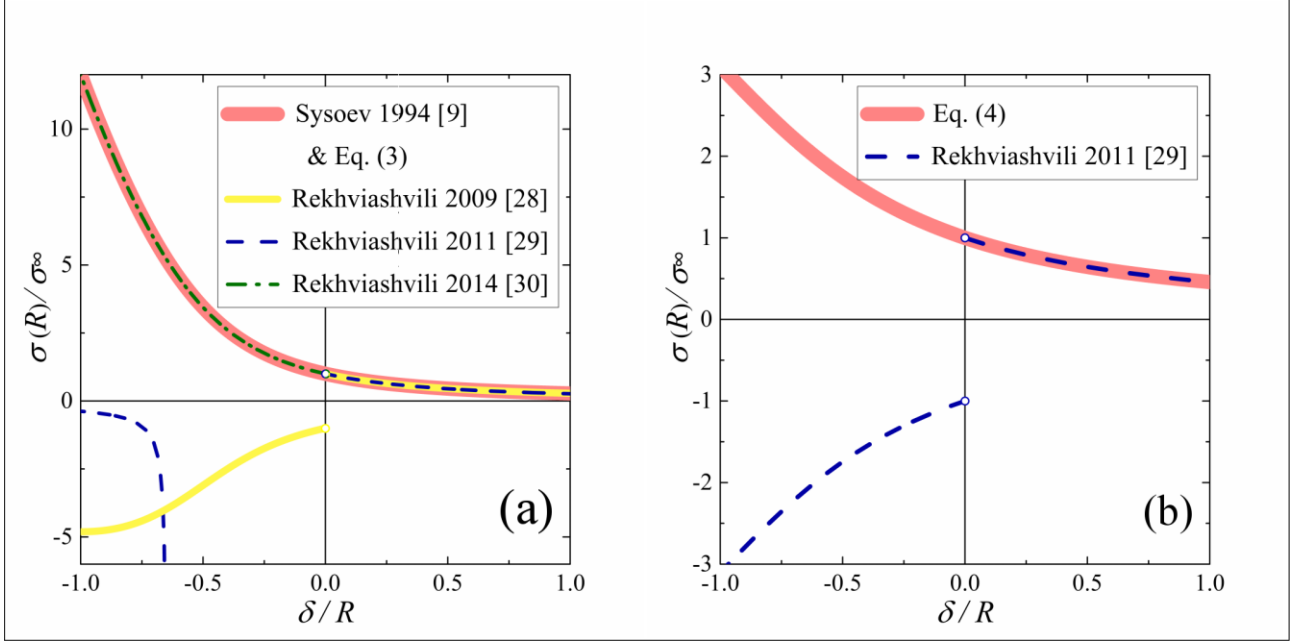 Sysoev 1994 [9]
& Eq. (3)
Rekhviashvili 2009 [28]
Rekhviashvili 2011 [29]
Rekhviashvili 2014 [30]
10
5
0
-5
σ(R)/σ∞
(a)
-1.0 -0.5 0.0 0.5 1.0
δ/R
Eq. (4)
Rekhviashvili 2011 [29]
3
2
1
0
-1
-2
-3
σ(R)/σ∞
(b)
-1.0 -0.5 0.0 0.5 1.0
δ/R